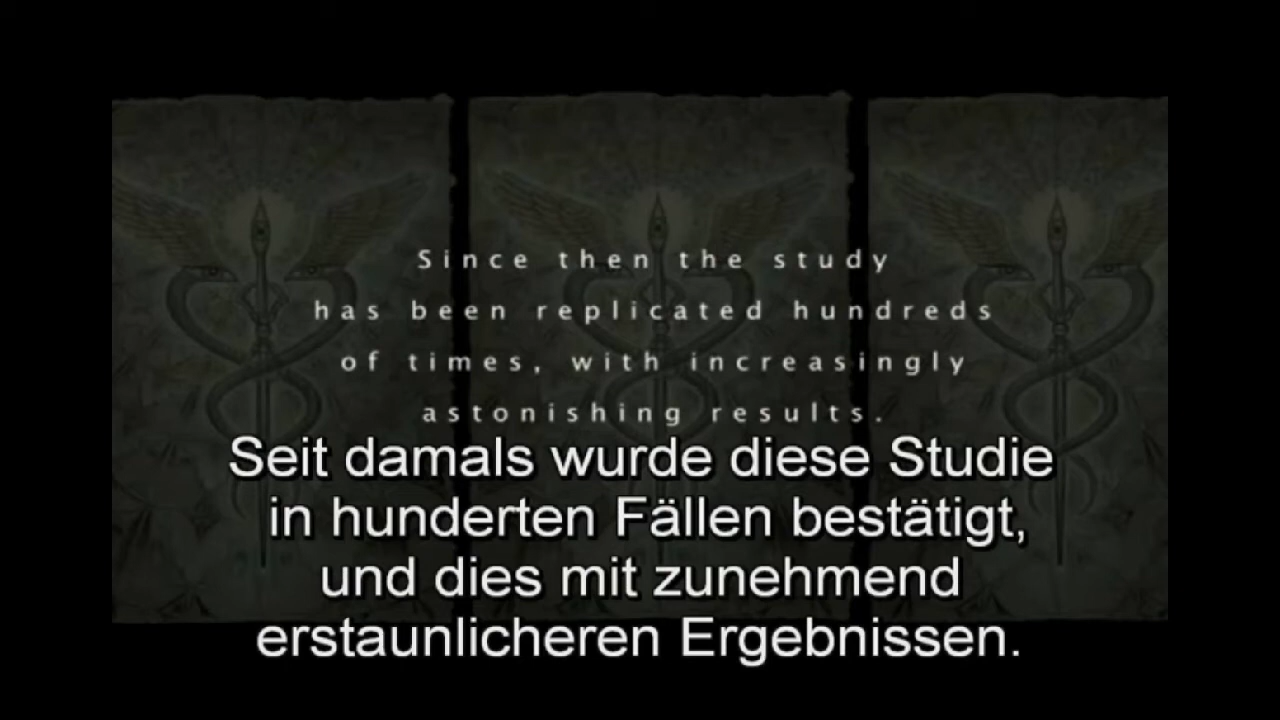 Since then the study
has been replicated hundreds
of times, with increasingly
astonishing results.
Seit damals wurde diese Studie
in hunderten Fällen bestätigt,
und dies mit zunehmend
erstaunlicheren Ergebnissen.